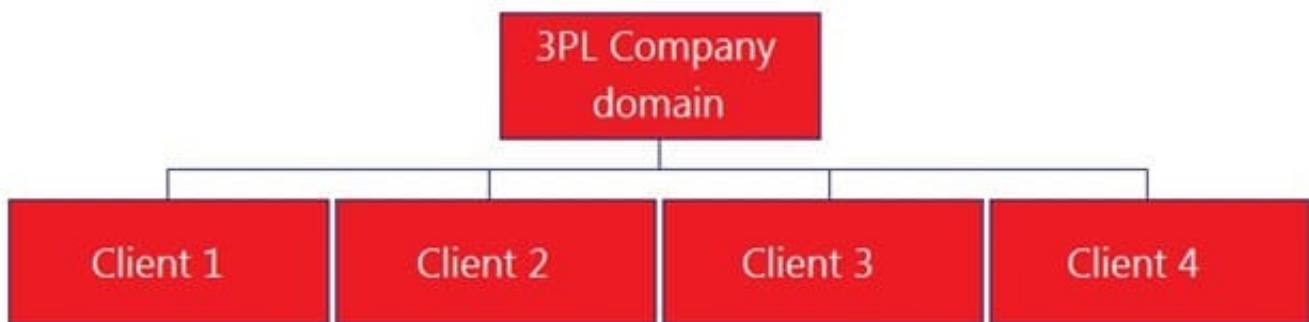 3PL Company
domain
Client 1
Client 2
Client 3
Client 4